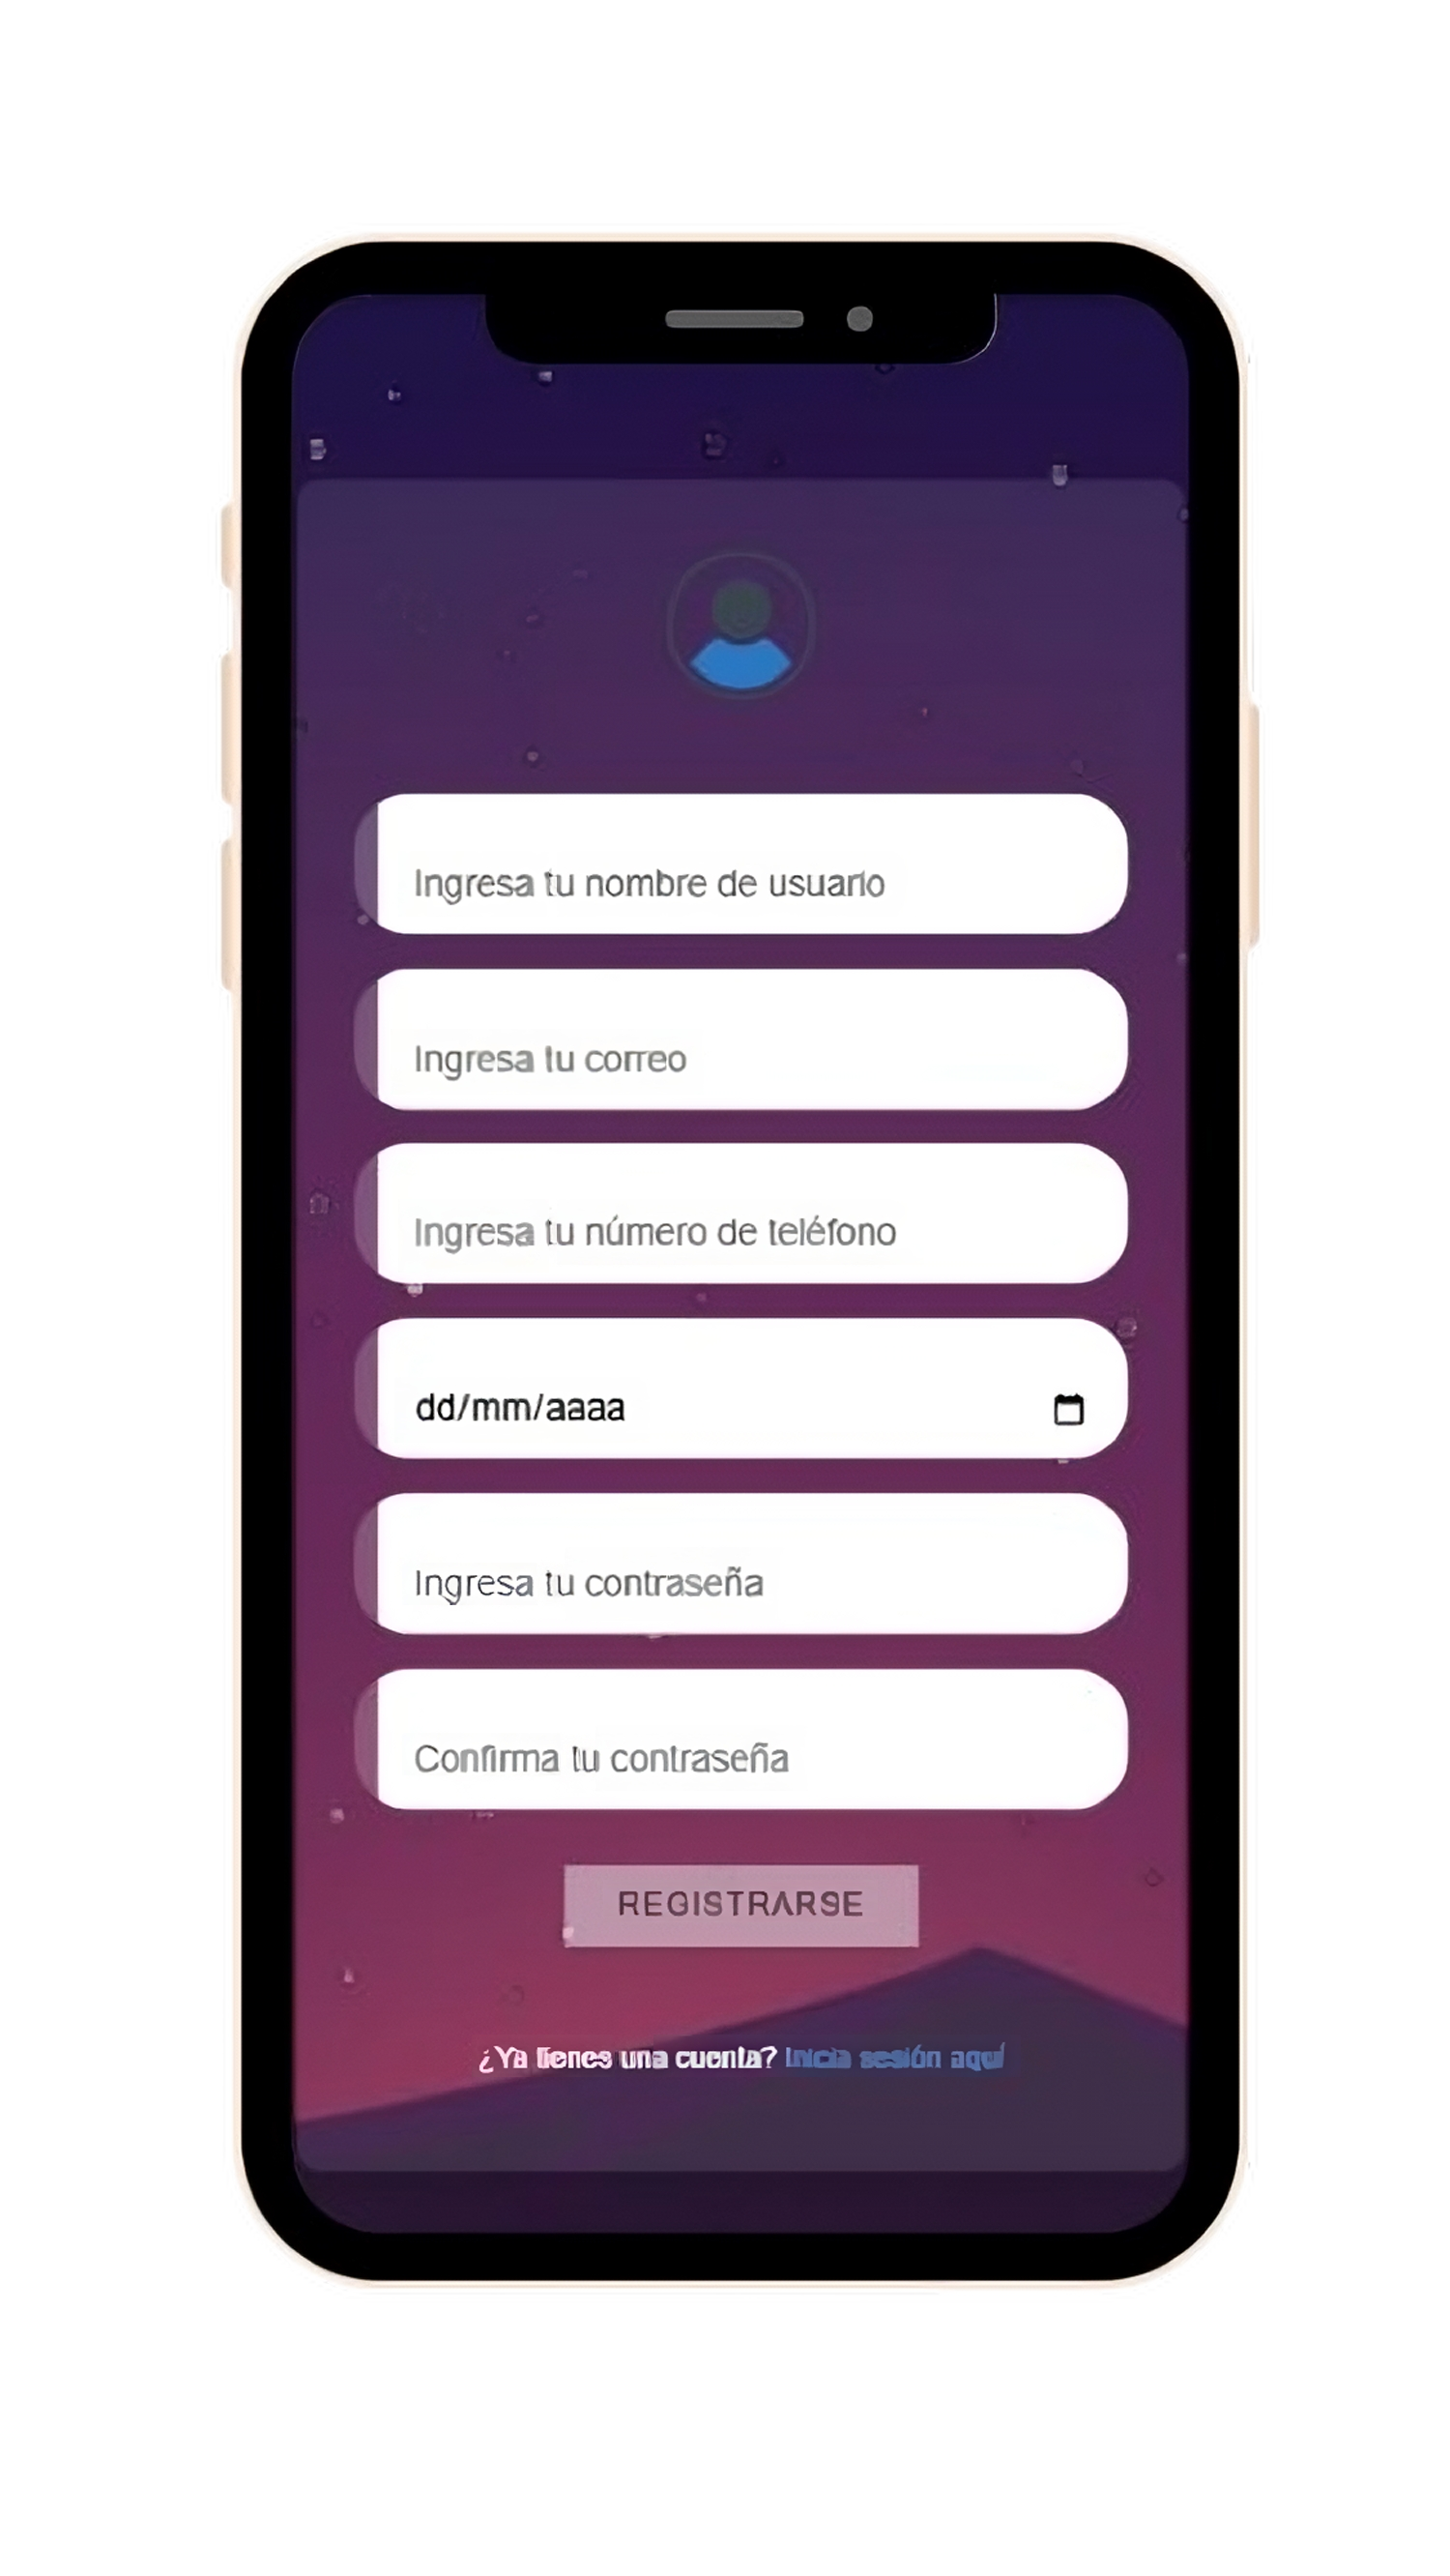 Ingresa tu nombre de usuario
Ingresa tu correo
Ingresa tu número de teléfono
dd/mm/aaaa
Ingresa tu contraseña
Confirma tu contraseña
REGISTRARSE
¿Ya tienes una cuenta? Inicia sesión aquí